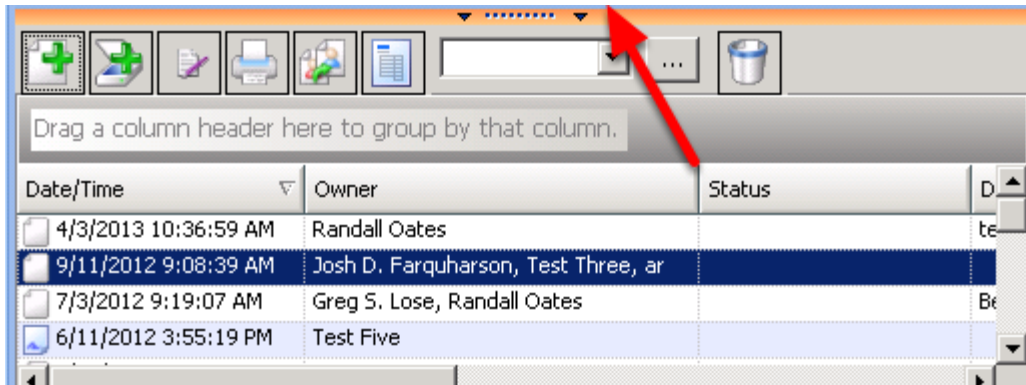 ...
Drag a column header here to group by that column.
Date/Time Owner Status D
4/3/2013 10:36:59 AM Randall Oates te
9/11/2012 9:08:39 AM Josh D. Farquharson, Test Three, ar
7/3/2012 9:19:07 AM Greg S. Lose, Randall Oates Be
6/11/2012 3:55:19 PM Test Five